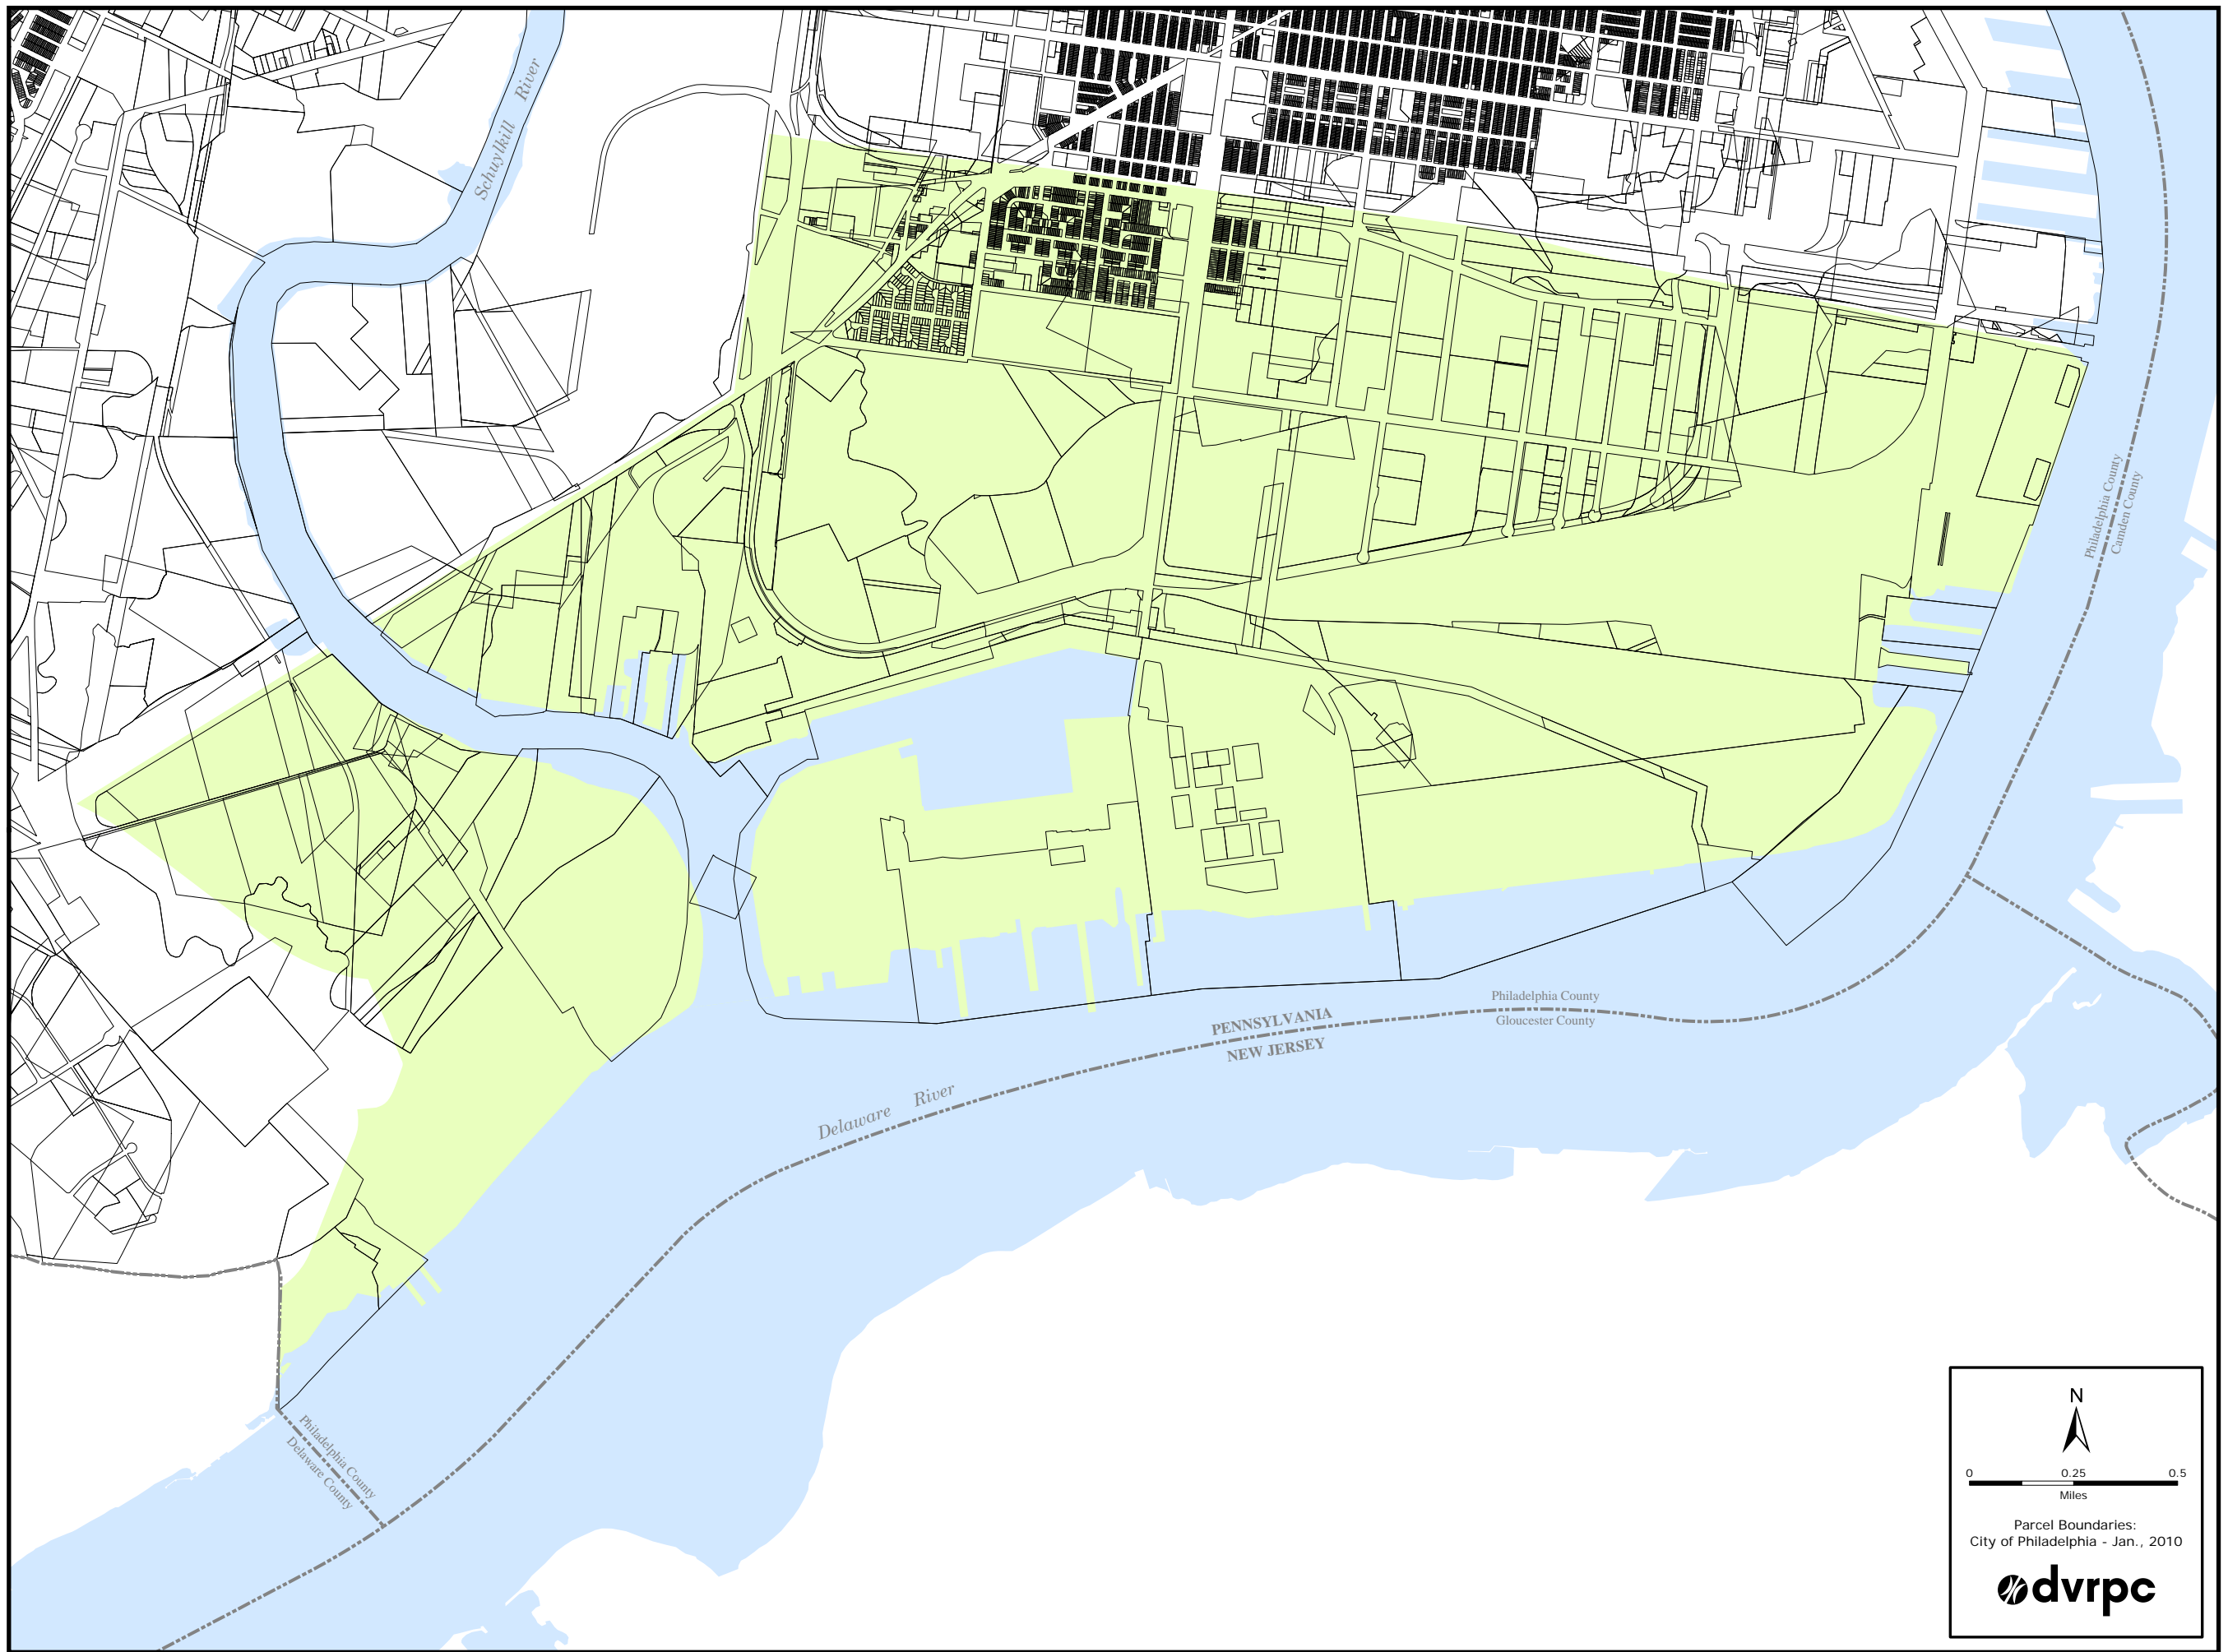 Schuylkill River
Philadelphia County
Camden County
Philadelphia County
Gloucester County
PENNSYLVANIA
NEW JERSEY
Delaware River
Philadelphia County
Delaware County
N
0 0.25 0.5
Miles
Parcel Boundaries:
City of Philadelphia - Jan., 2010
dvrpc